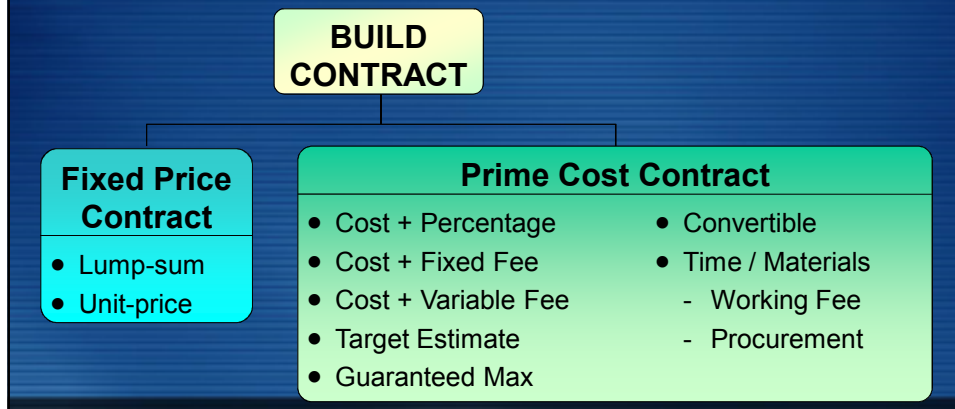 BUILD
CONTRACT
Fixed Price
Contract
• Lump-sum
• Unit-price
Prime Cost Contract
• Cost + Percentage
• Cost + Fixed Fee
• Cost + Variable Fee
• Target Estimate
• Guaranteed Max
• Convertible
• Time / Materials
- Working Fee
- Procurement